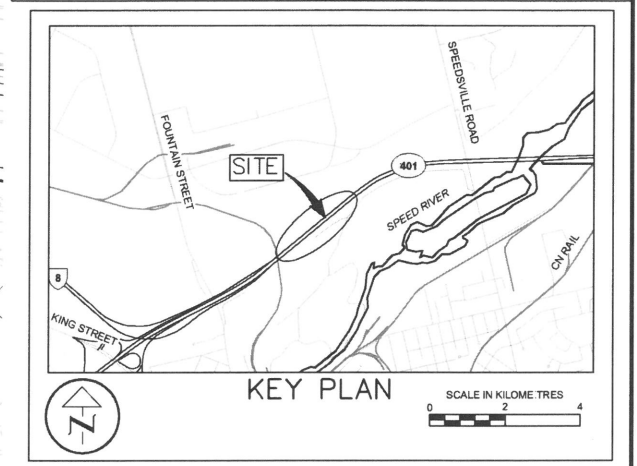 SPEEDSVILLE ROAD
FOUNTAIN STREET
SITE
401
SPEED RIVER
CN RAIL
8
KING STREET
KEY PLAN
SCALE IN KILOMETRES
0 2 4
N